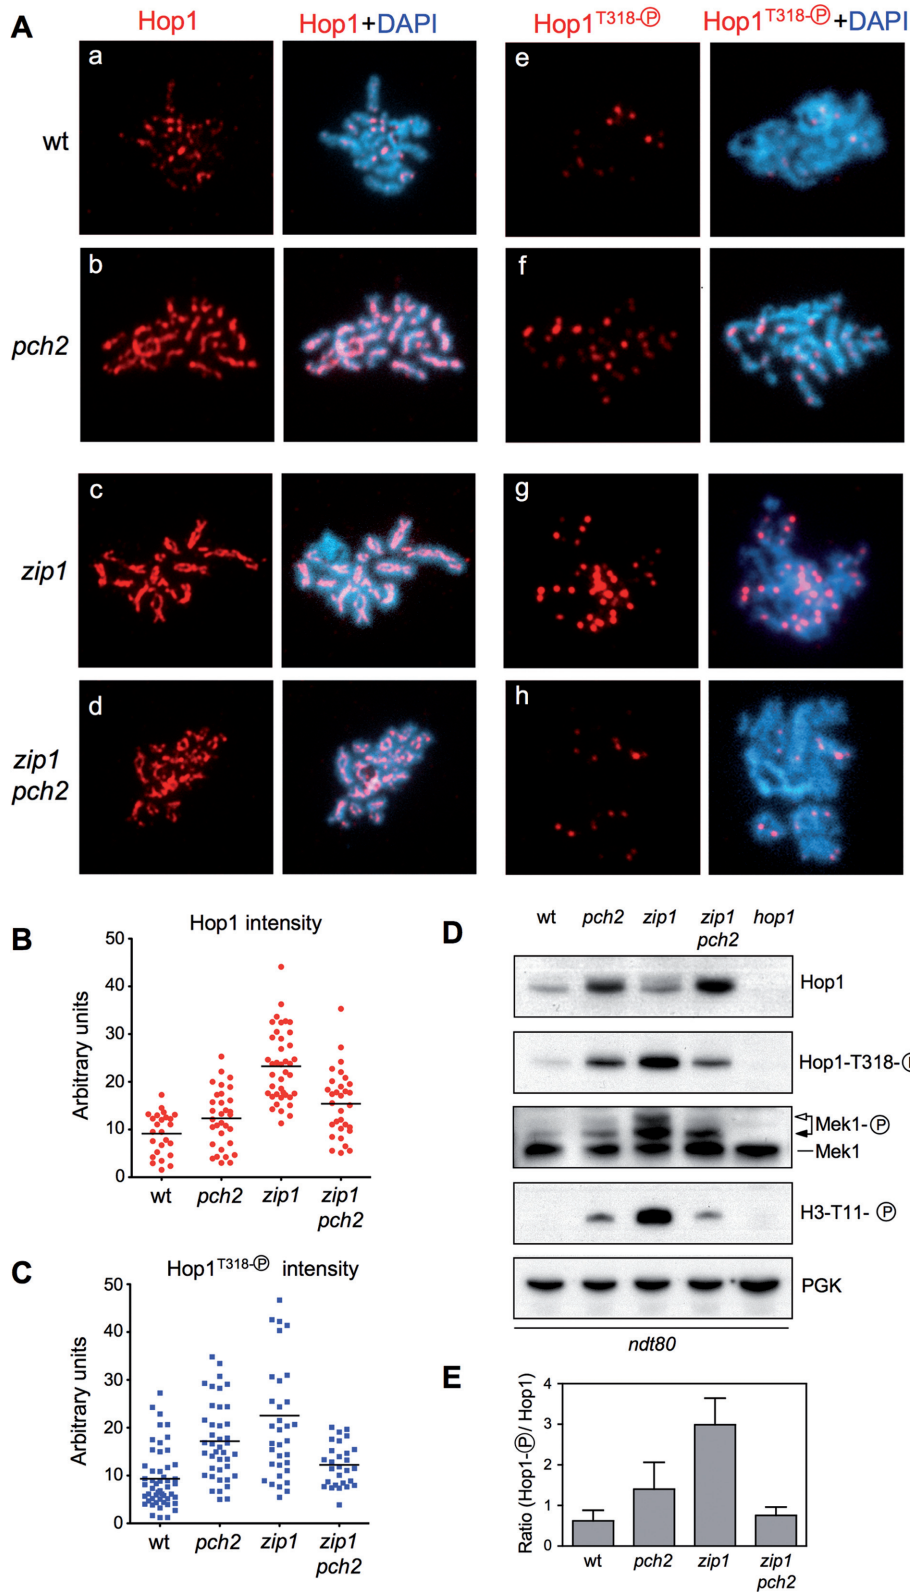 A
Hop1
Hop1+DAPI
Hop1T318-Ⓟ
Hop1T318-Ⓟ+DAPI
wt
a
e
pch2
b
f
zip1
c
g
zip1
pch2
d
h
B
Hop1 intensity
Arbitrary units
50
40
30
20
10
0
wt
pch2
zip1
zip1
pch2
C
Hop1T318-Ⓟ intensity
Arbitrary units
50
40
30
20
10
0
wt
pch2
zip1
zip1
pch2
D
wt
pch2
zip1
zip1
pch2
hop1
Hop1
Hop1-T318-Ⓟ
Mek1-Ⓟ
Mek1
H3-T11- Ⓟ
PGK
ndt80
E
Ratio (Hop1-Ⓟ/ Hop1)
4
3
2
1
0
wt
pch2
zip1
zip1
pch2